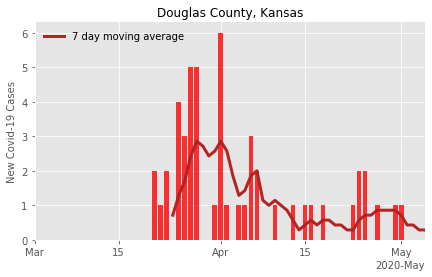 Douglas County, Kansas
7 day moving average
New Covid-19 Cases
6
5
4
3
2
1
0
Mar
15
Apr
15
May
2020-May